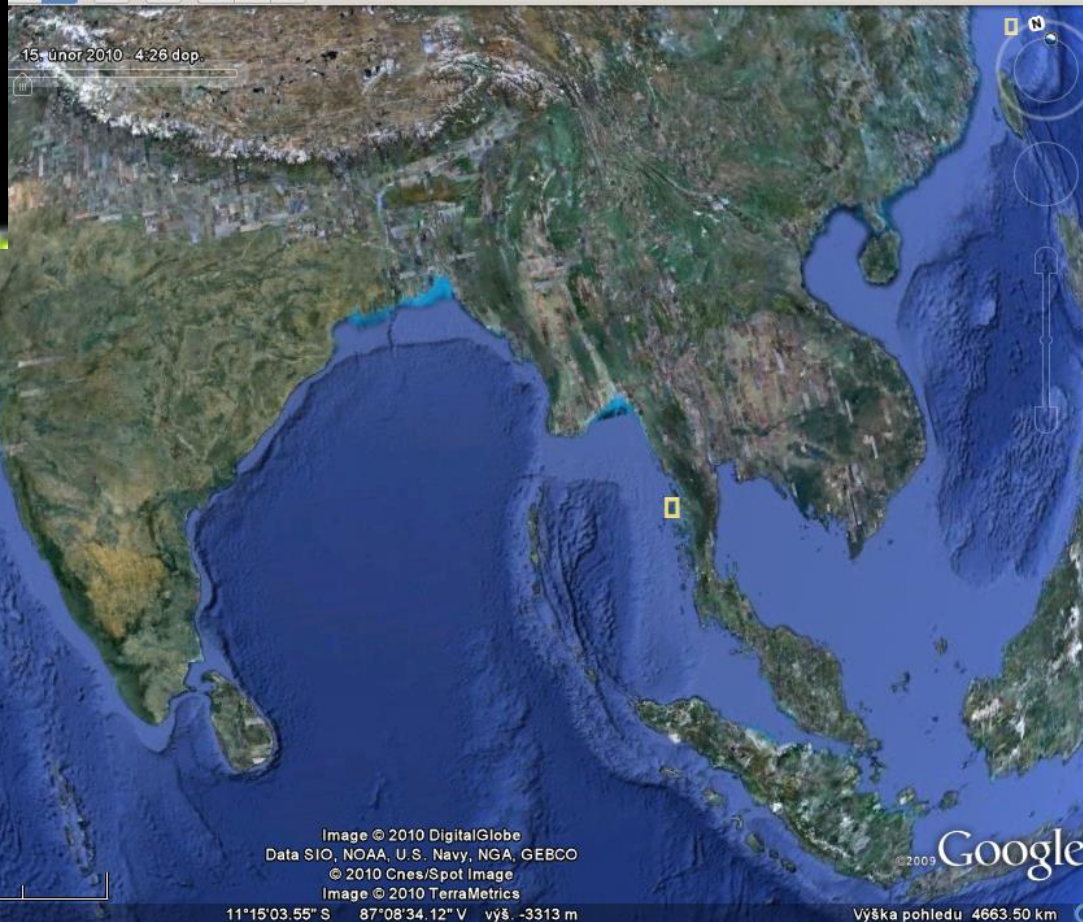 15. únor 2010 4:26 dop.
N
Image © 2010 DigitalGlobe
Data SIO, NOAA, U.S. Navy, NGA, GEBCO
© 2010 Cnes/Spot Image
Image © 2010 TerraMetrics
©2009 Google
11°15'03.55" S 87°08'34.12" V výš. -3313 m Výška pohledu 4663.50 km